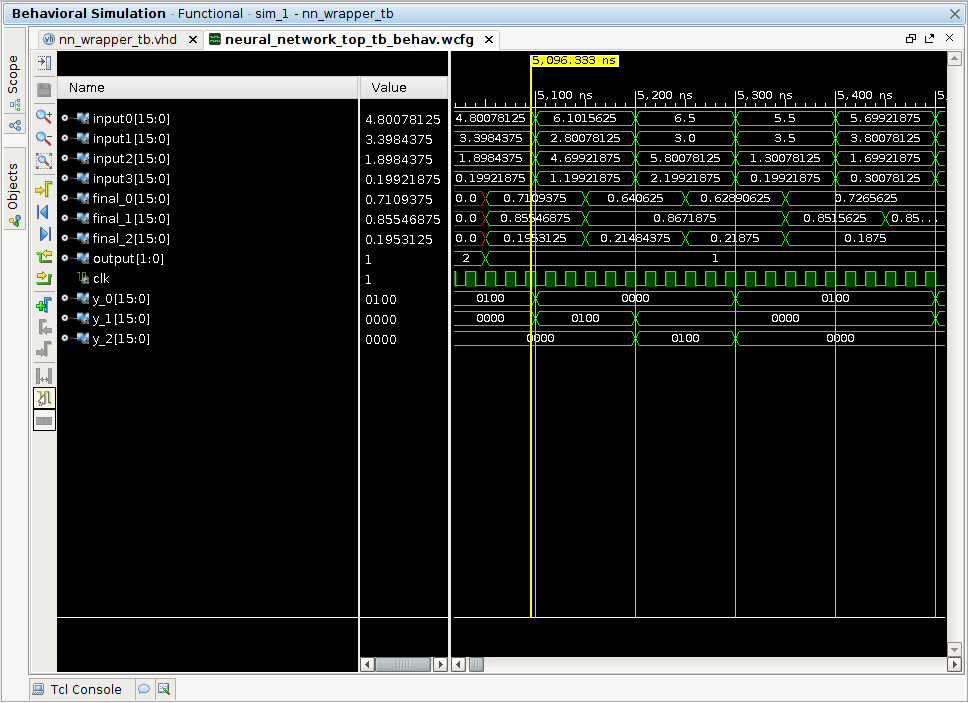 Behavioral Simulation - Functional - sim_1 - nn_wrapper_tb
nn_wrapper_tb.vhd
neural_network_top_tb_behav.wcfg
Scope
Objects
5,096.333 ns
Name Value
5,100 ns 5,200 ns 5,300 ns 5,400 ns 5,
input0[15:0] 4.80078125 4.80078125 6.1015625 6.5 5.5 5.69921875
input1[15:0] 3.3984375 3.3984375 2.80078125 3.0 3.5 3.80078125
input2[15:0] 1.8984375 1.8984375 4.69921875 5.80078125 1.30078125 1.69921875
input3[15:0] 0.19921875 0.19921875 1.19921875 2.19921875 0.19921875 0.30078125
final_0[15:0] 0.7109375 0.0 0.7109375 0.640625 0.62890625 0.7265625
final_1[15:0] 0.85546875 0.0 0.85546875 0.8671875 0.8515625 0.85...
final_2[15:0] 0.1953125 0.0 0.1953125 0.21484375 0.21875 0.1875
output[1:0] 1 2 1
clk 1
y_0[15:0] 0100 0100 0000 0100
y_1[15:0] 0000 0000 0100 0000
y_2[15:0] 0000 0000 0100 0000
Tcl Console